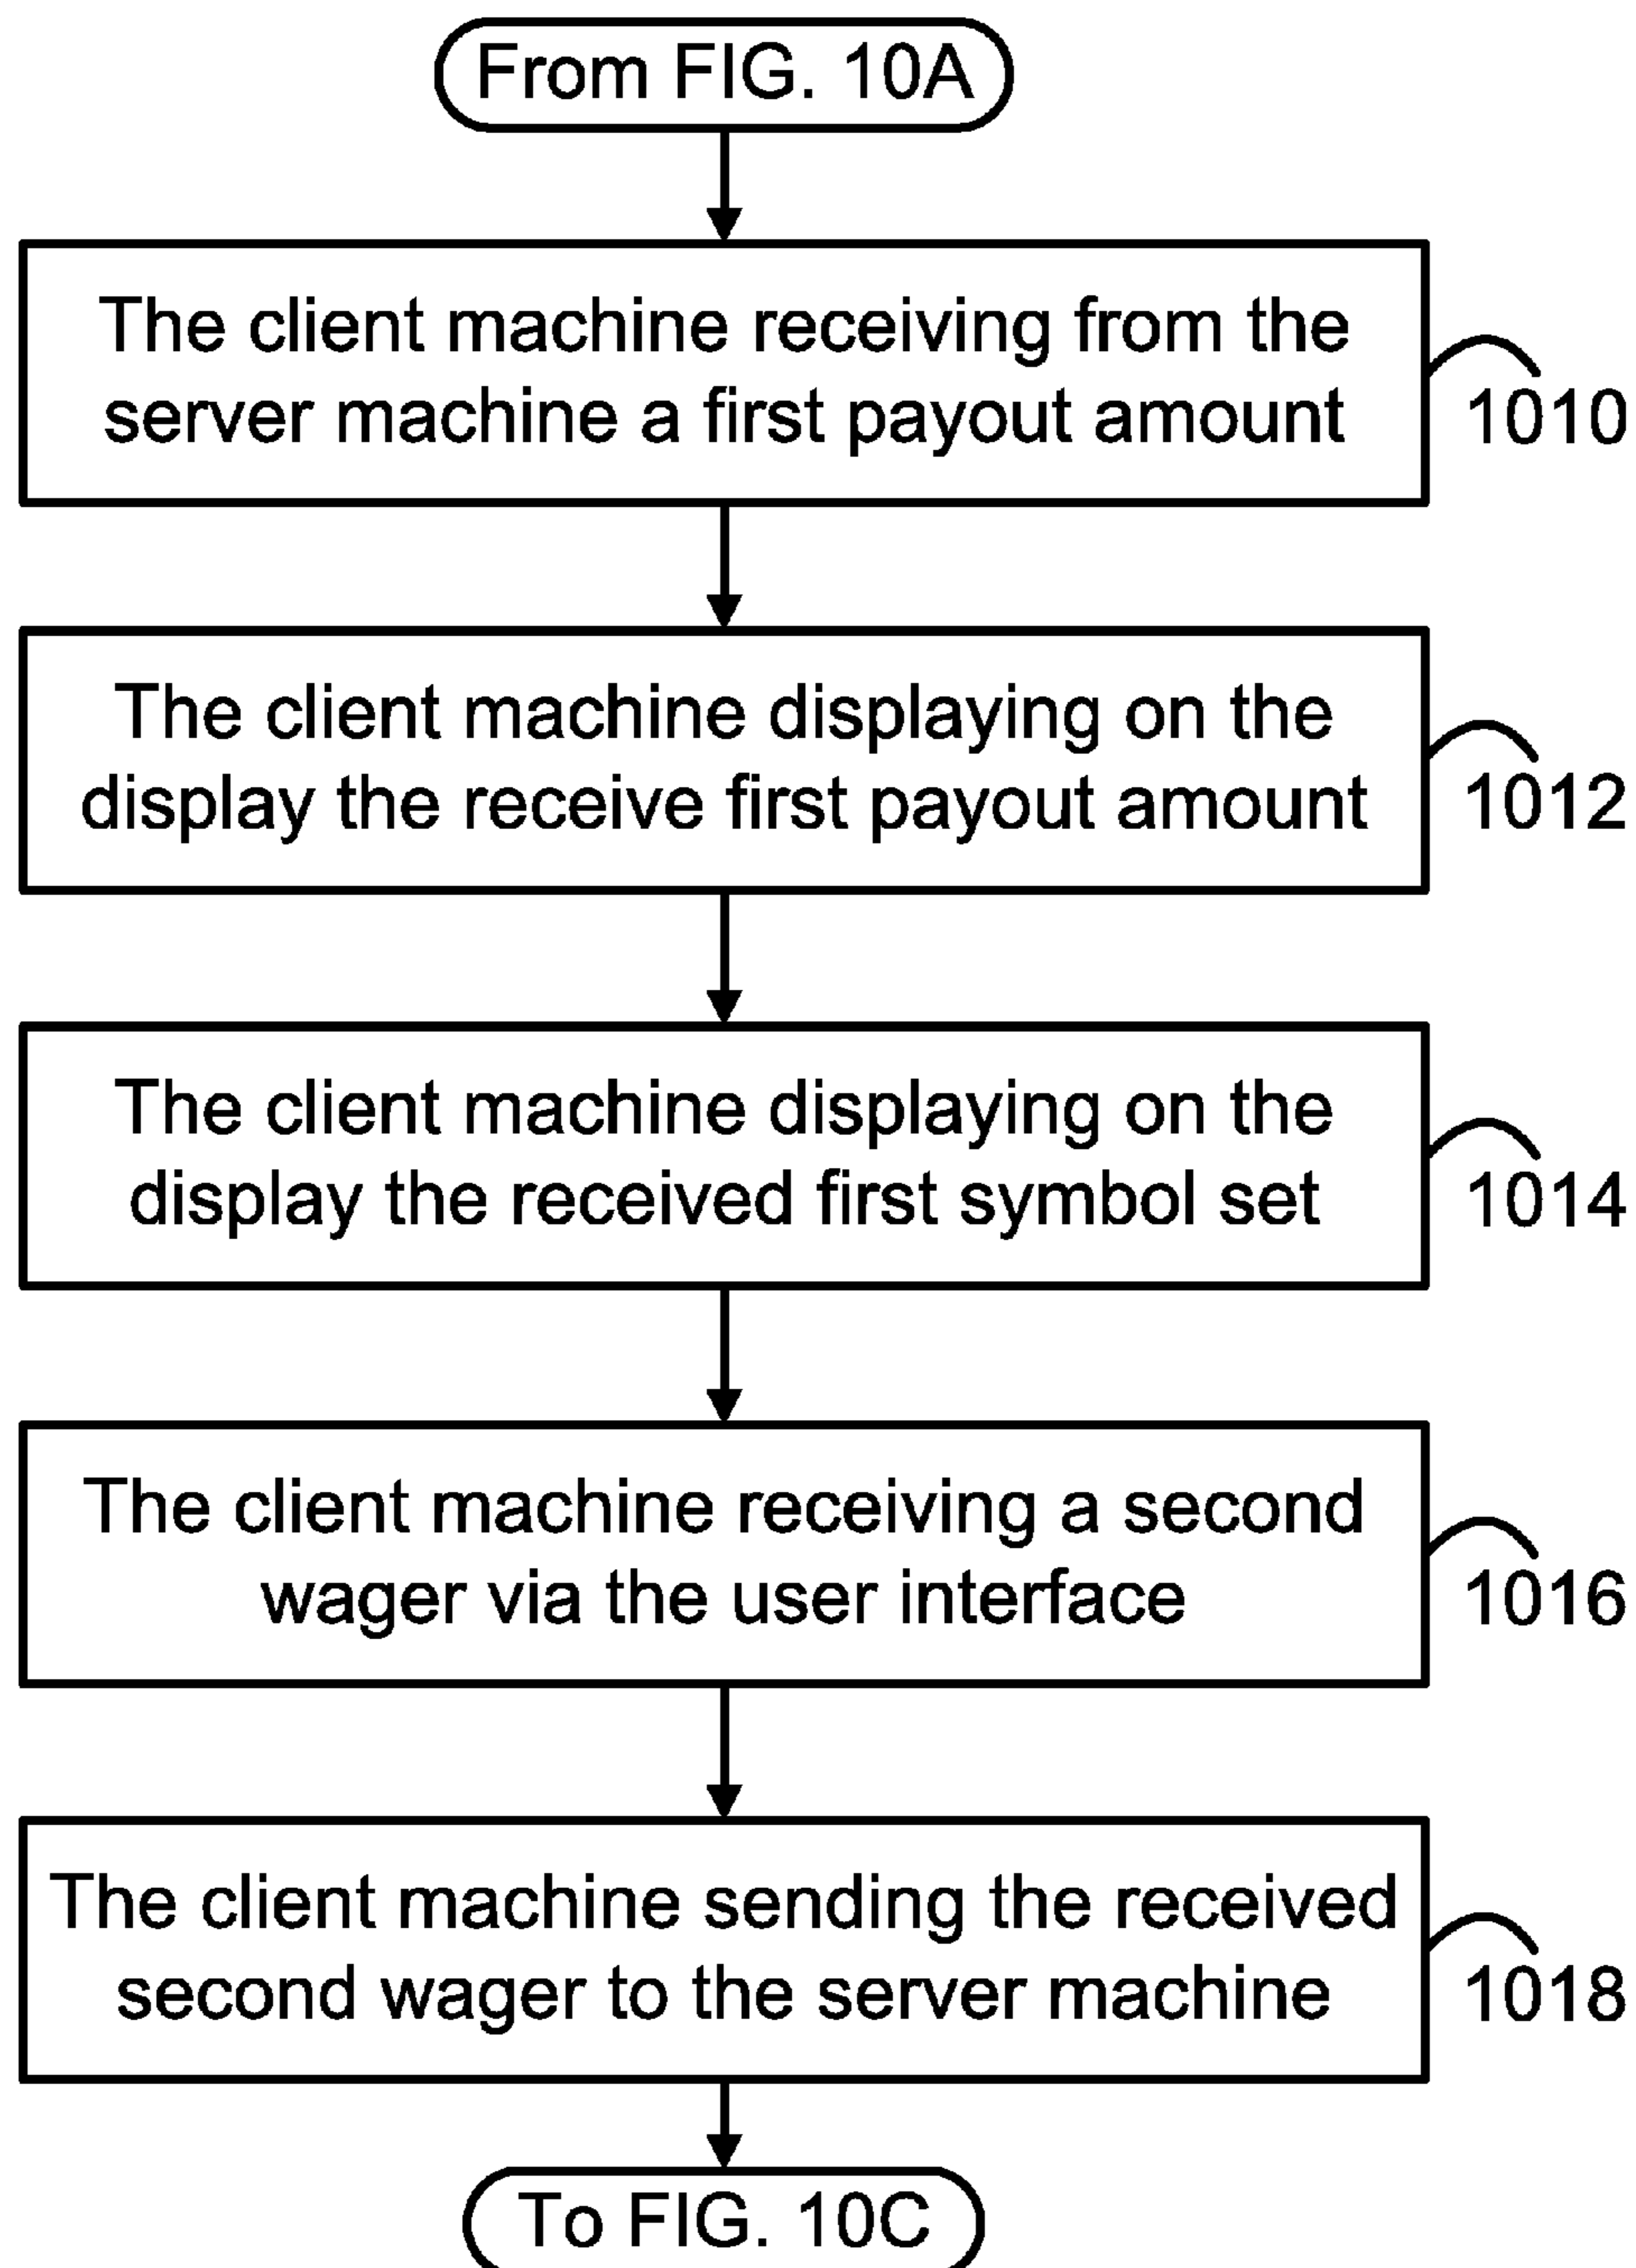 From FIG. 10A
The client machine receiving from the
server machine a first payout amount
1010
The client machine displaying on the
display the receive first payout amount
1012
The client machine displaying on the
display the received first symbol set
1014
The client machine receiving a second
wager via the user interface
1016
The client machine sending the received
second wager to the server machine
1018
To FIG. 10C